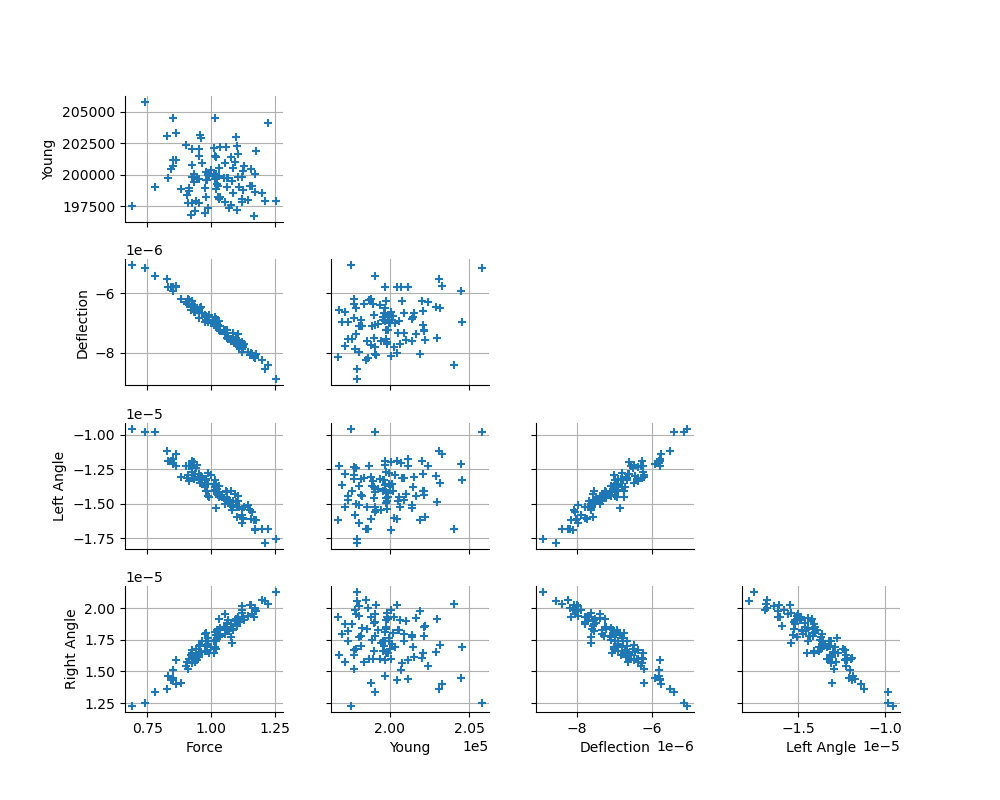 205000
202500
200000
197500
Young
1e−6
−6
−8
Deflection
1e−5
−1.00
−1.25
−1.50
−1.75
Left Angle
1e−5
2.00
1.75
1.50
1.25
Right Angle
0.75 1.00 1.25 2.00 2.05 −8 −6 −1.5 −1.0
Force Young 1e5 Deflection 1e−6 Left Angle 1e−5